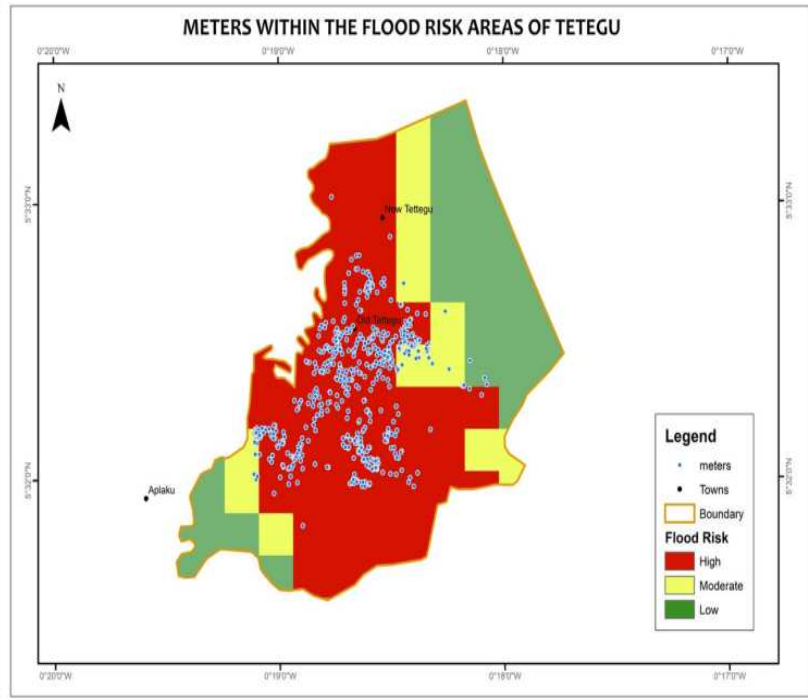 METERS WITHIN THE FLOOD RISK AREAS OF TETEGU
0°20'0"W 0°19'0"W 0°18'0"W 0°17'0"W
N
5°33'0"N 5°33'0"N
New Tettegu
Old Tettegu
Aplaku
5°32'0"N 5°32'0"N
Legend
meters
Towns
Boundary
Flood Risk
High
Moderate
Low
0°20'0"W 0°19'0"W 0°18'0"W 0°17'0"W